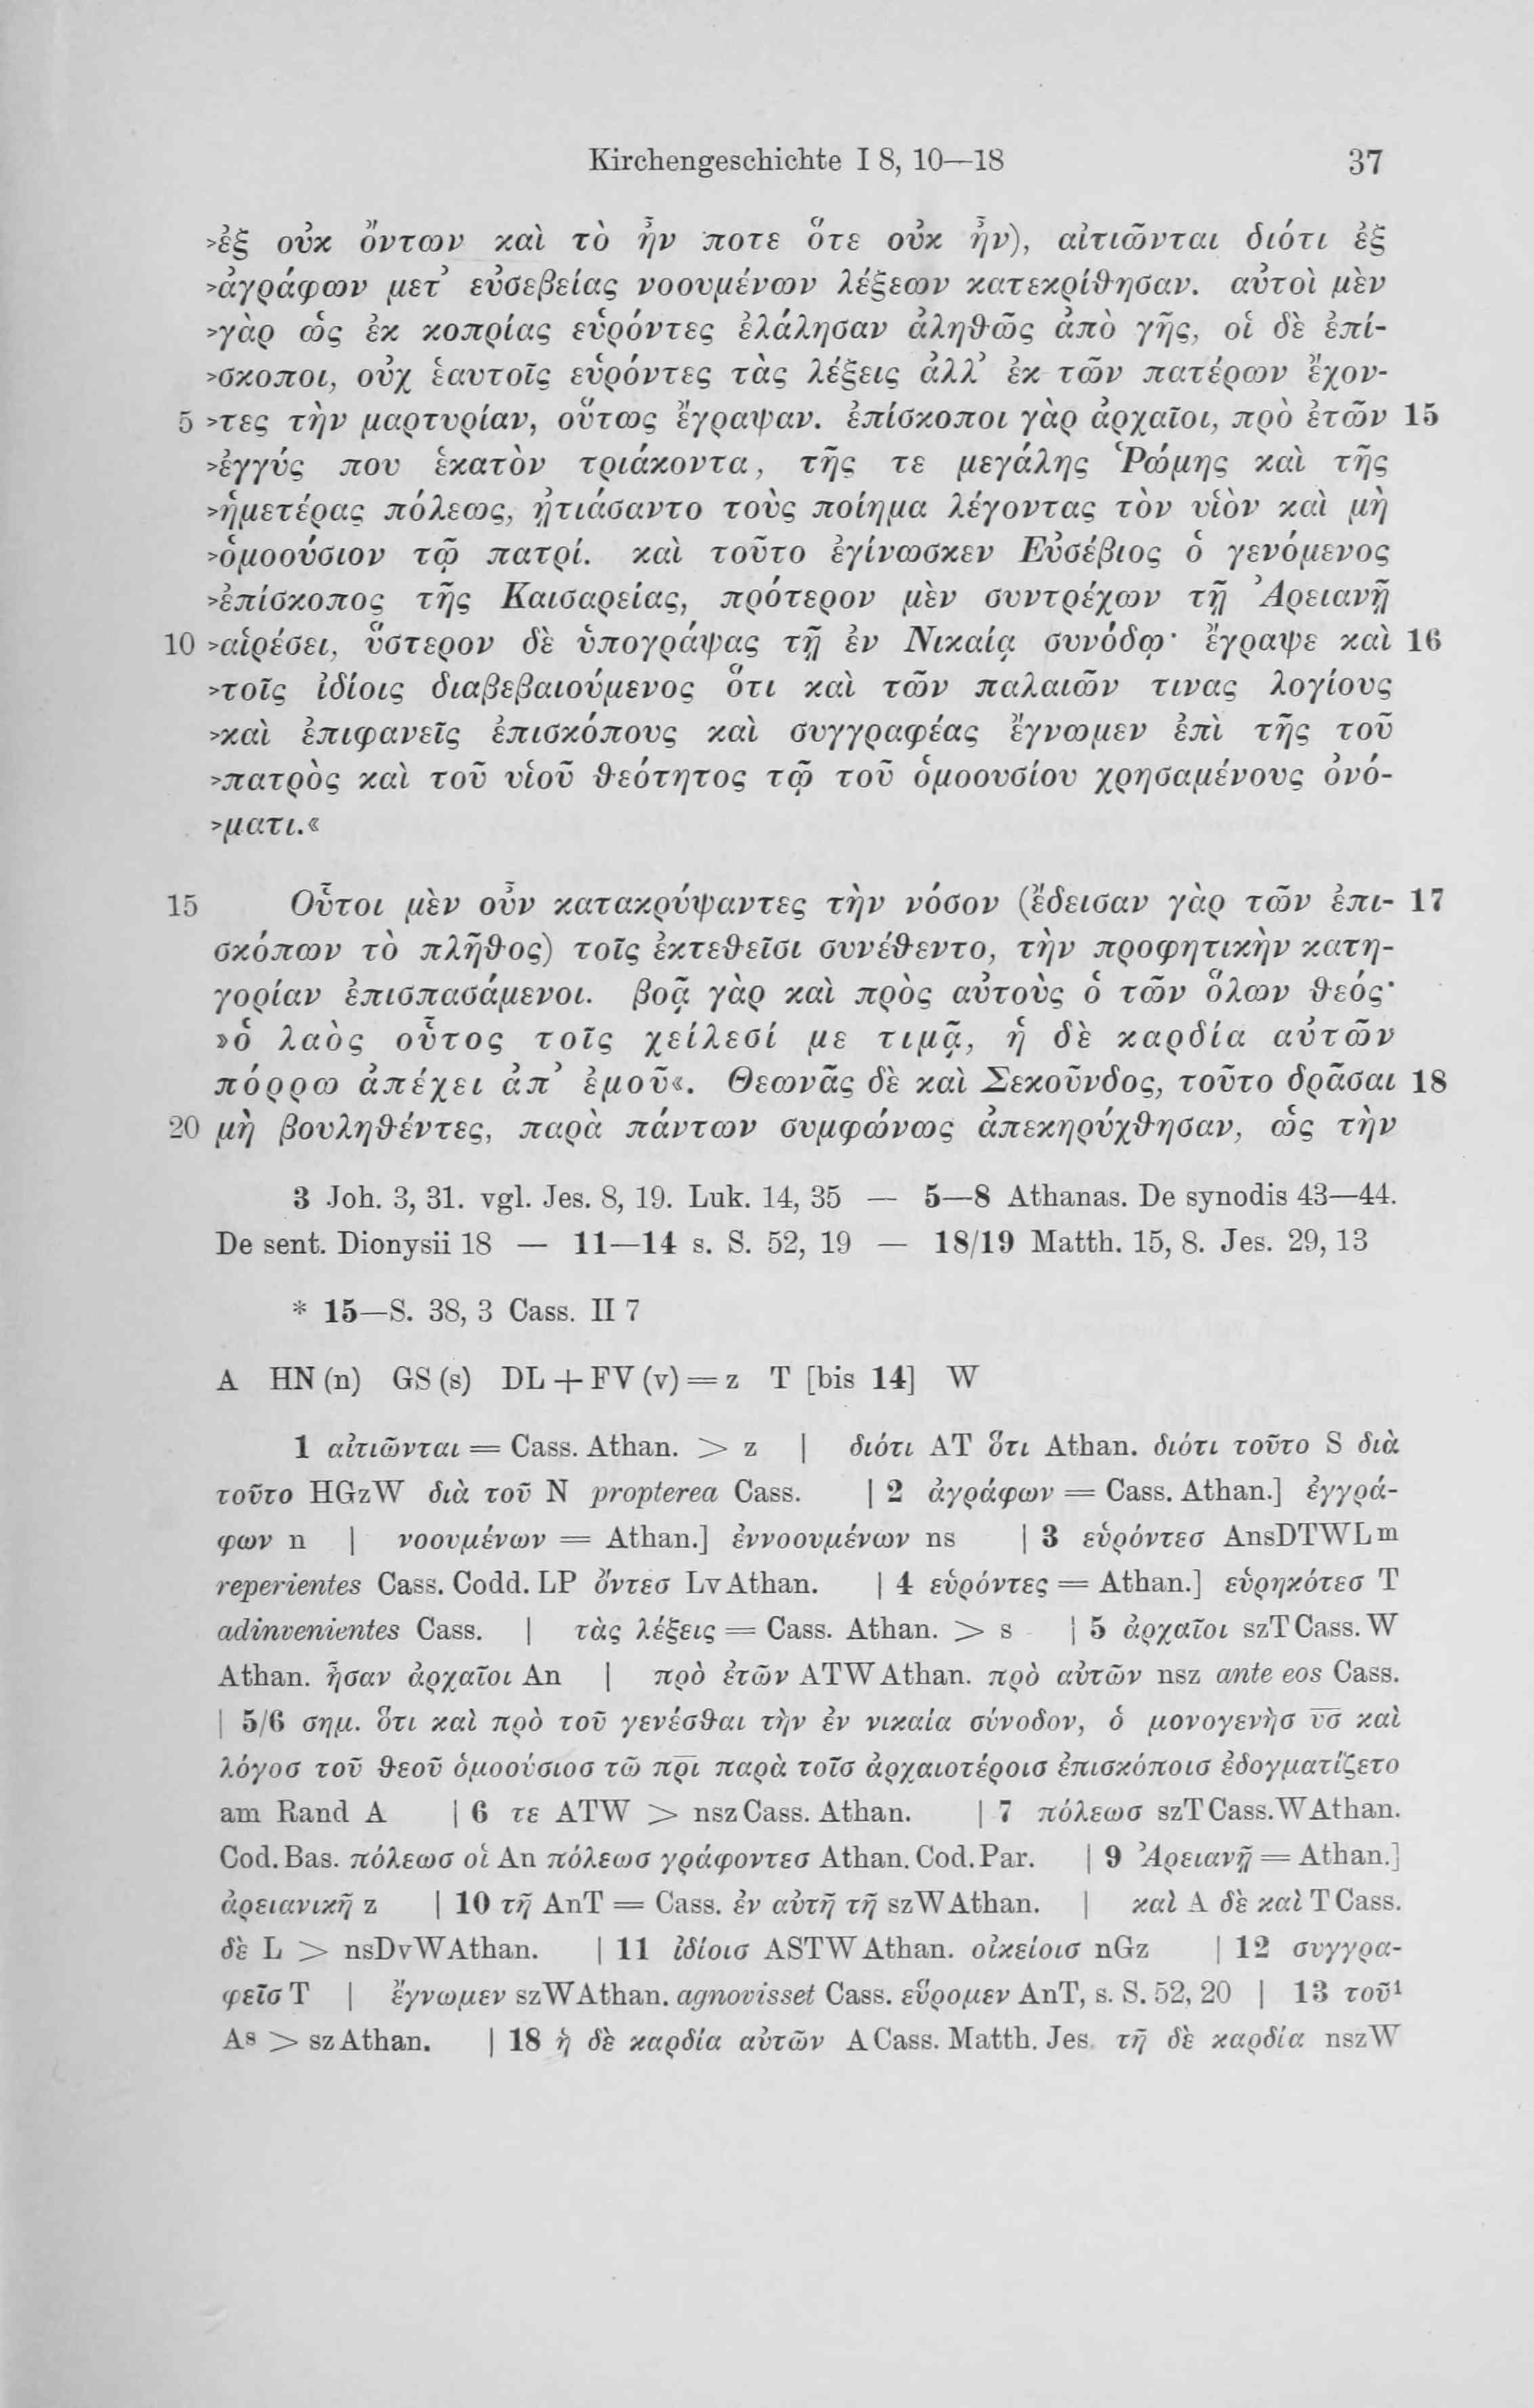 Kirchengeschichte I 8, 10—18 37
>ἐξ οὐκ ὄντων καὶ τὸ ἦν ποτε ὅτε οὐκ ἦν), αἰτιῶνται διότι ἐξ
>ἀγράφων μετ᾽ εὐσεβείας νοουμένων λέξεων κατεκρίθησαν. αὐτοὶ μὲν
>γὰρ ὡς ἐκ κοπρίας εὑρόντες ἐλάλησαν ἀληθῶς ἀπὸ γῆς, οἱ δὲ ἐπί-
>σκοποι, οὐχ ἑαυτοῖς εὑρόντες τὰς λέξεις ἀλλ᾽ ἐκ τῶν πατέρων ἔχον-
5 >τες τὴν μαρτυρίαν, οὕτως ἔγραψαν. ἐπίσκοποι γὰρ ἀρχαῖοι, πρὸ ἐτῶν 15
>ἐγγύς που ἑκατὸν τριάκοντα, τῆς τε μεγάλης Ῥώμης καὶ τῆς
>ἡμετέρας πόλεως, ᾐτιάσαντο τοὺς ποίημα λέγοντας τὸν υἱὸν καὶ μὴ
>ὁμοούσιον τῷ πατρί. καὶ τοῦτο ἐγίνωσκεν Εὐσέβιος ὁ γενόμενος
>ἐπίσκοπος τῆς Καισαρείας, πρότερον μὲν συντρέχων τῇ Ἀρειανῇ
10 >αἱρέσει, ὕστερον δὲ ὑπογράψας τῇ ἐν Νικαίᾳ συνόδῳ· ἔγραψε καὶ 16
>τοῖς ἰδίοις διαβεβαιούμενος ὅτι καὶ τῶν παλαιῶν τινας λογίους
>καὶ ἐπιφανεῖς ἐπισκόπους καὶ συγγραφέας ἔγνωμεν ἐπὶ τῆς τοῦ
>πατρὸς καὶ τοῦ υἱοῦ θεότητος τῷ τοῦ ὁμοουσίου χρησαμένους ὀνό-
>ματι.«
15 Οὗτοι μὲν οὖν κατακρύψαντες τὴν νόσον (ἔδεισαν γὰρ τῶν ἐπι- 17
σκόπων τὸ πλῆθος) τοῖς ἐκτεθεῖσι συνέθεντο, τὴν προφητικὴν κατη-
γορίαν ἐπισπασάμενοι. βοᾷ γὰρ καὶ πρὸς αὐτοὺς ὁ τῶν ὅλων θεός·
»ὁ λαὸς οὗτος τοῖς χείλεσί με τιμᾷ, ἡ δὲ καρδία αὐτῶν
πόρρω ἀπέχει ἀπ᾽ ἐμοῦ«. Θεωνᾶς δὲ καὶ Σεκοῦνδος, τοῦτο δρᾶσαι 18
20 μὴ βουληθέντες, παρὰ πάντων συμφώνως ἀπεκηρύχθησαν, ὡς τὴν
3 Joh. 3, 31. vgl. Jes. 8, 19. Luk. 14, 35 — 5—8 Athanas. De synodis 43—44.
De sent. Dionysii 18 — 11—14 s. S. 52, 19 — 18/19 Matth. 15, 8. Jes. 29, 13
* 15—S. 38, 3 Cass. II 7
A HN (n) GS (s) DL + FV (v) = z T [bis 14] W
1 αἰτιῶνται = Cass. Athan. > z | διότι AT ὅτι Athan. διότι τοῦτο S διὰ
τοῦτο HGzW διὰ τοῦ N propterea Cass. | 2 ἀγράφων = Cass. Athan.] ἐγγρά-
φων n | νοουμένων = Athan.] ἐννοουμένων ns | 3 εὑρόντεσ AnsDTWLm
reperientes Cass. Codd. LP ὄντεσ LvAthan. | 4 εὑρόντες = Athan.] εὑρηκότεσ T
adinvenientes Cass. | τὰς λέξεις = Cass. Athan. > s | 5 ἀρχαῖοι szTCass. W
Athan. ἦσαν ἀρχαῖοι An | πρὸ ἐτῶν ATWAthan. πρὸ αὐτῶν nsz ante eos Cass.
| 5/6 σημ. ὅτι καὶ πρὸ τοῦ γενέσθαι τὴν ἐν νικαία σύνοδον, ὁ μονογενὴσ υ̅σ̅ καὶ
λόγοσ τοῦ θεοῦ ὁμοούσιοσ τῶ π̅ρ̅ι̅ παρὰ τοῖσ ἀρχαιοτέροισ ἐπισκόποισ ἐδογματίζετο
am Rand A | 6 τε ATW > nszCass. Athan. | 7 πόλεωσ szTCass.WAthan.
Cod. Bas. πόλεωσ οἱ An πόλεωσ γράφοντεσ Athan. Cod. Par. | 9 Ἀρειανῇ = Athan.]
ἀρειανικῆ z | 10 τῇ AnT = Cass. ἐν αὐτῆ τῆ szWAthan. | καὶ A δὲ καὶ TCass.
δὲ L > nsDvWAthan. | 11 ἰδίοισ ASTWAthan. οἰκείοισ nGz | 12 συγγρα-
φεῖσ T | ἔγνωμεν szWAthan. agnovisset Cass. εὕρομεν AnT, s. S. 52, 20 | 13 τοῦ¹
As > szAthan. | 18 ἡ δὲ καρδία αὐτῶν ACass. Matth. Jes. τῆ δὲ καρδία nszW